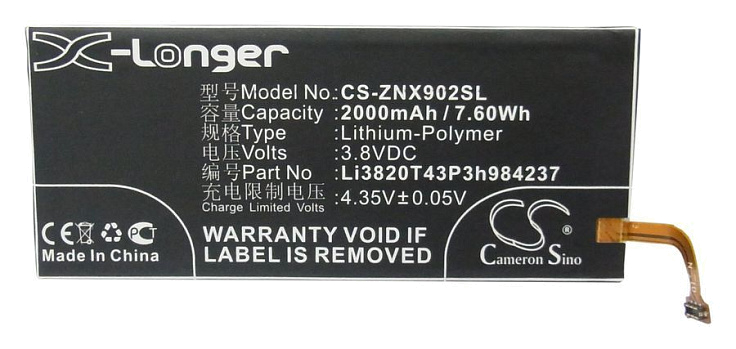 X-Longer
型号Model No.:CS-ZNX902SL
容量Capacity :2000mAh / 7.60Wh
规格Type :Lithium-Polymer
电压Volts :3.8VDC
编号Part No. :Li3820T43P3h984237
充电限制电压
Charge Limited Volts :4.35V±0.05V
CE PCT
Made In China
WARRANTY VOID IF
LABEL IS REMOVED
CS®
Cameron Sino